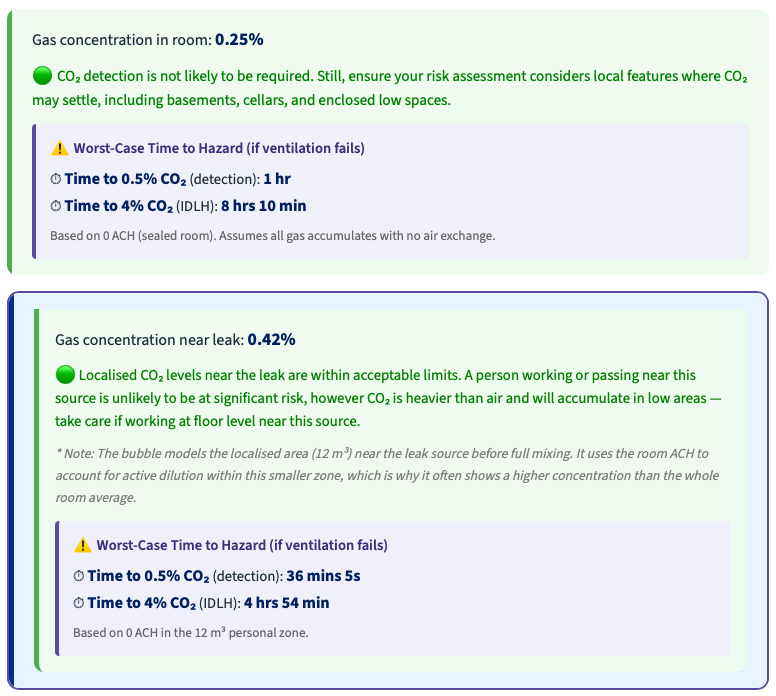 Gas concentration in room: 0.25%
🟢 CO₂ detection is not likely to be required. Still, ensure your risk assessment considers local features where CO₂
may settle, including basements, cellars, and enclosed low spaces.
⚠️ Worst-Case Time to Hazard (if ventilation fails)
⏱ Time to 0.5% CO₂ (detection): 1 hr
⏱ Time to 4% CO₂ (IDLH): 8 hrs 10 min
Based on 0 ACH (sealed room). Assumes all gas accumulates with no air exchange.
Gas concentration near leak: 0.42%
🟢 Localised CO₂ levels near the leak are within acceptable limits. A person working or passing near this
source is unlikely to be at significant risk, however CO₂ is heavier than air and will accumulate in low areas —
take care if working at floor level near this source.
* Note: The bubble models the localised area (12 m³) near the leak source before full mixing. It uses the room ACH to
account for active dilution within this smaller zone, which is why it often shows a higher concentration than the whole
room average.
⚠️ Worst-Case Time to Hazard (if ventilation fails)
⏱ Time to 0.5% CO₂ (detection): 36 mins 5s
⏱ Time to 4% CO₂ (IDLH): 4 hrs 54 min
Based on 0 ACH in the 12 m³ personal zone.